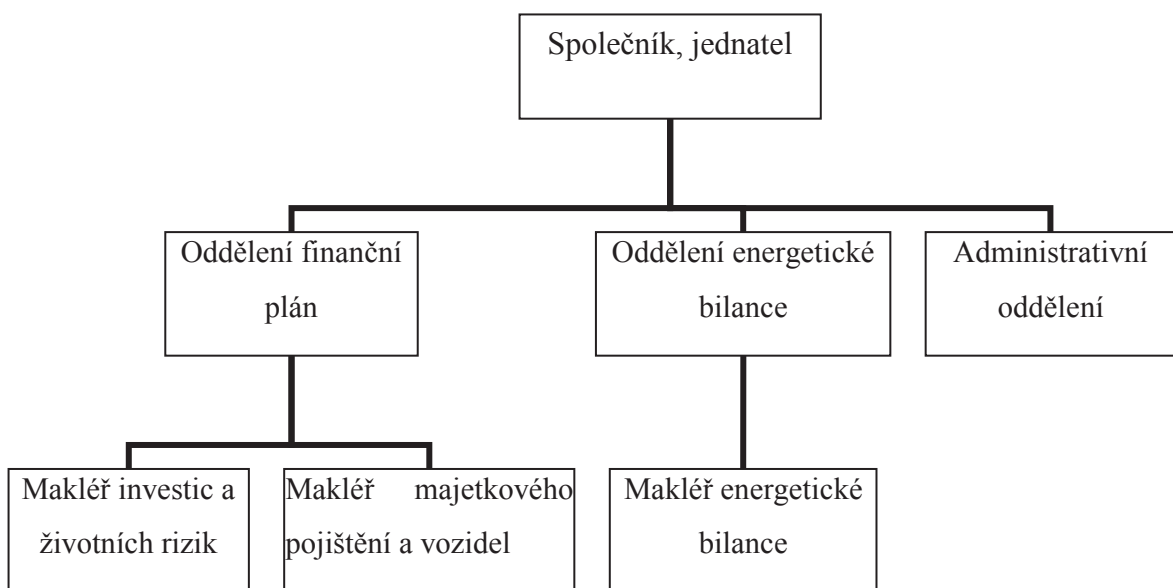 Společník, jednatel
Oddělení finanční
plán
Oddělení energetické
bilance
Administrativní
oddělení
Makléř investic a
životních rizik
Makléř majetkového
pojištění a vozidel
Makléř energetické
bilance